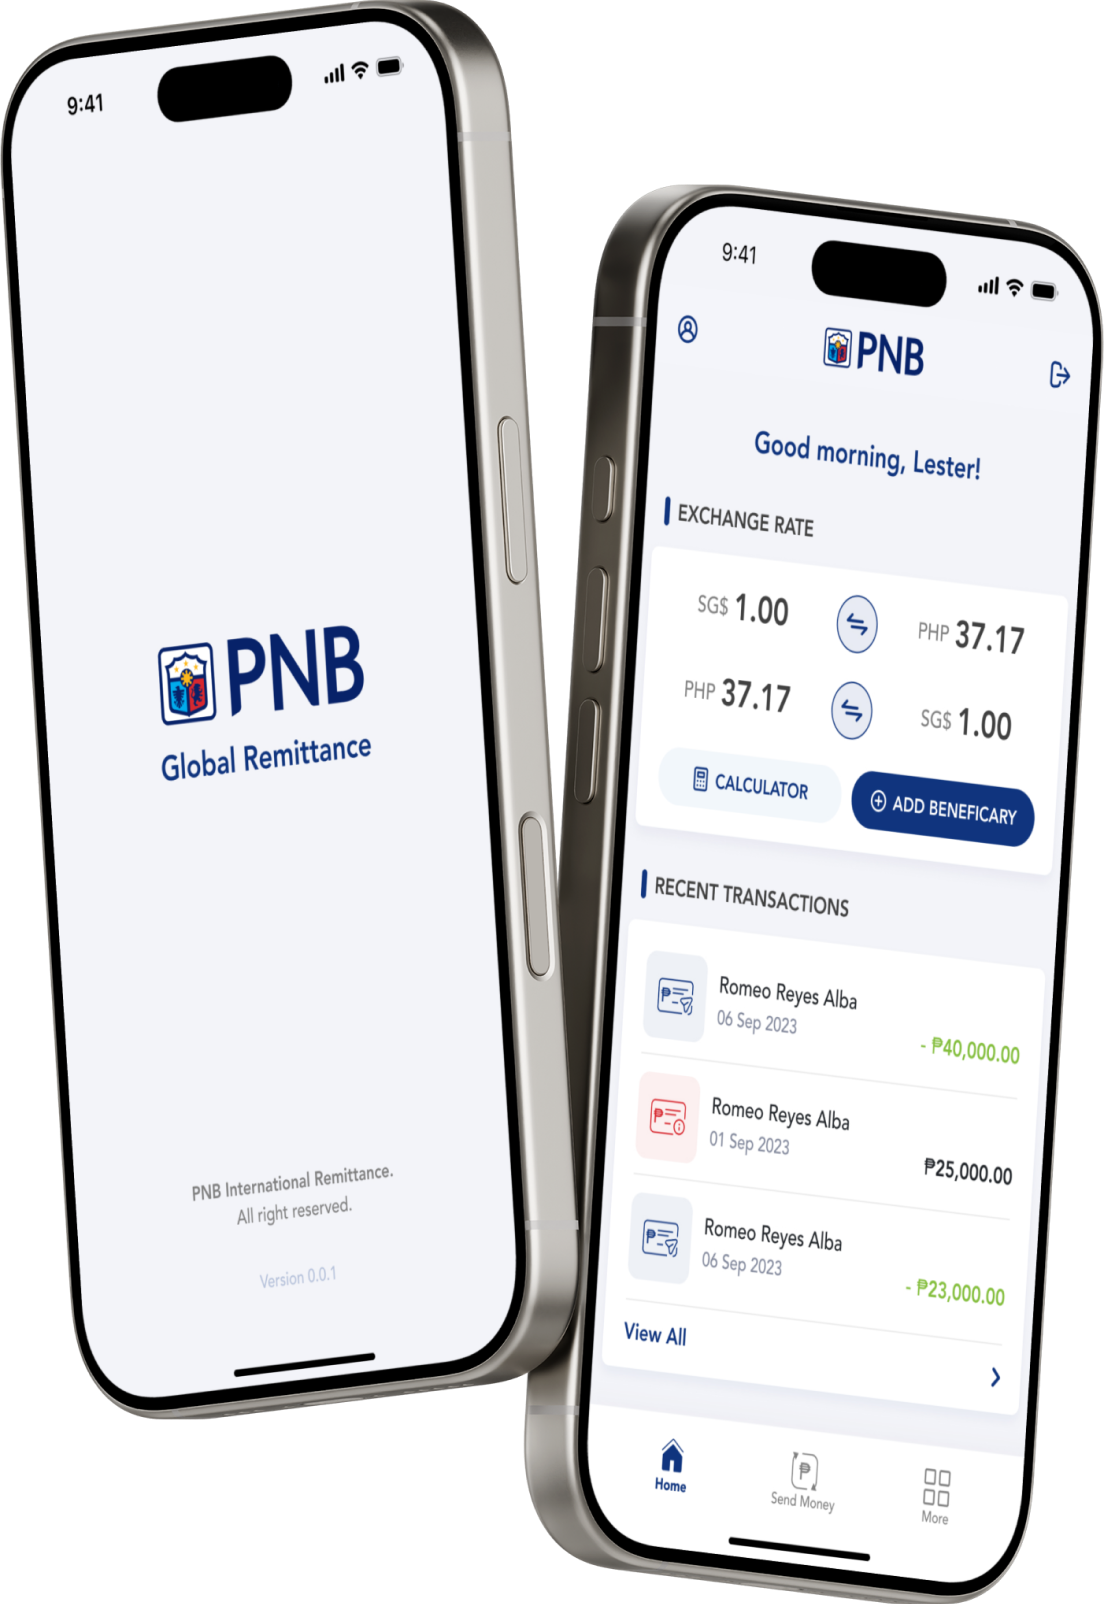 9:41
PNB
Global Remittance
PNB International Remittance.
All right reserved.
Version 0.0.1
9:41
PNB
Good morning, Lester!
EXCHANGE RATE
SG$ 1.00 PHP 37.17
PHP 37.17 SG$ 1.00
CALCULATOR ADD BENEFICARY
RECENT TRANSACTIONS
Romeo Reyes Alba
06 Sep 2023
- ₱40,000.00
Romeo Reyes Alba
01 Sep 2023
₱25,000.00
Romeo Reyes Alba
06 Sep 2023
- ₱23,000.00
View All
Home Send Money More